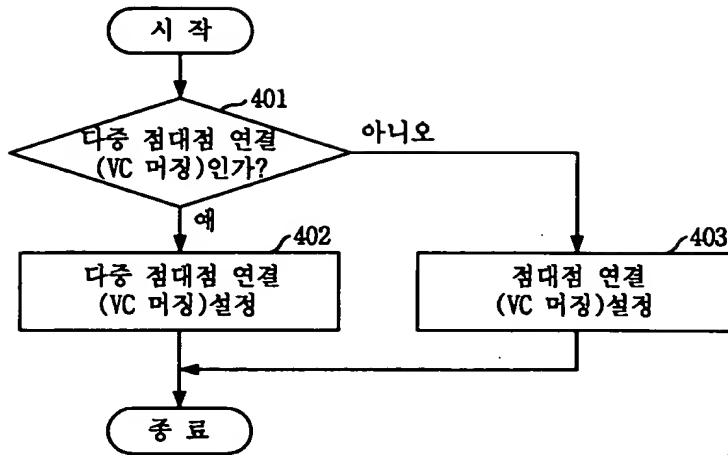 시 작
401
다중 점대점 연결
(VC 머징)인가?
아니오
예
402
다중 점대점 연결
(VC 머징)설정
403
점대점 연결
(VC 머징)설정
종 료